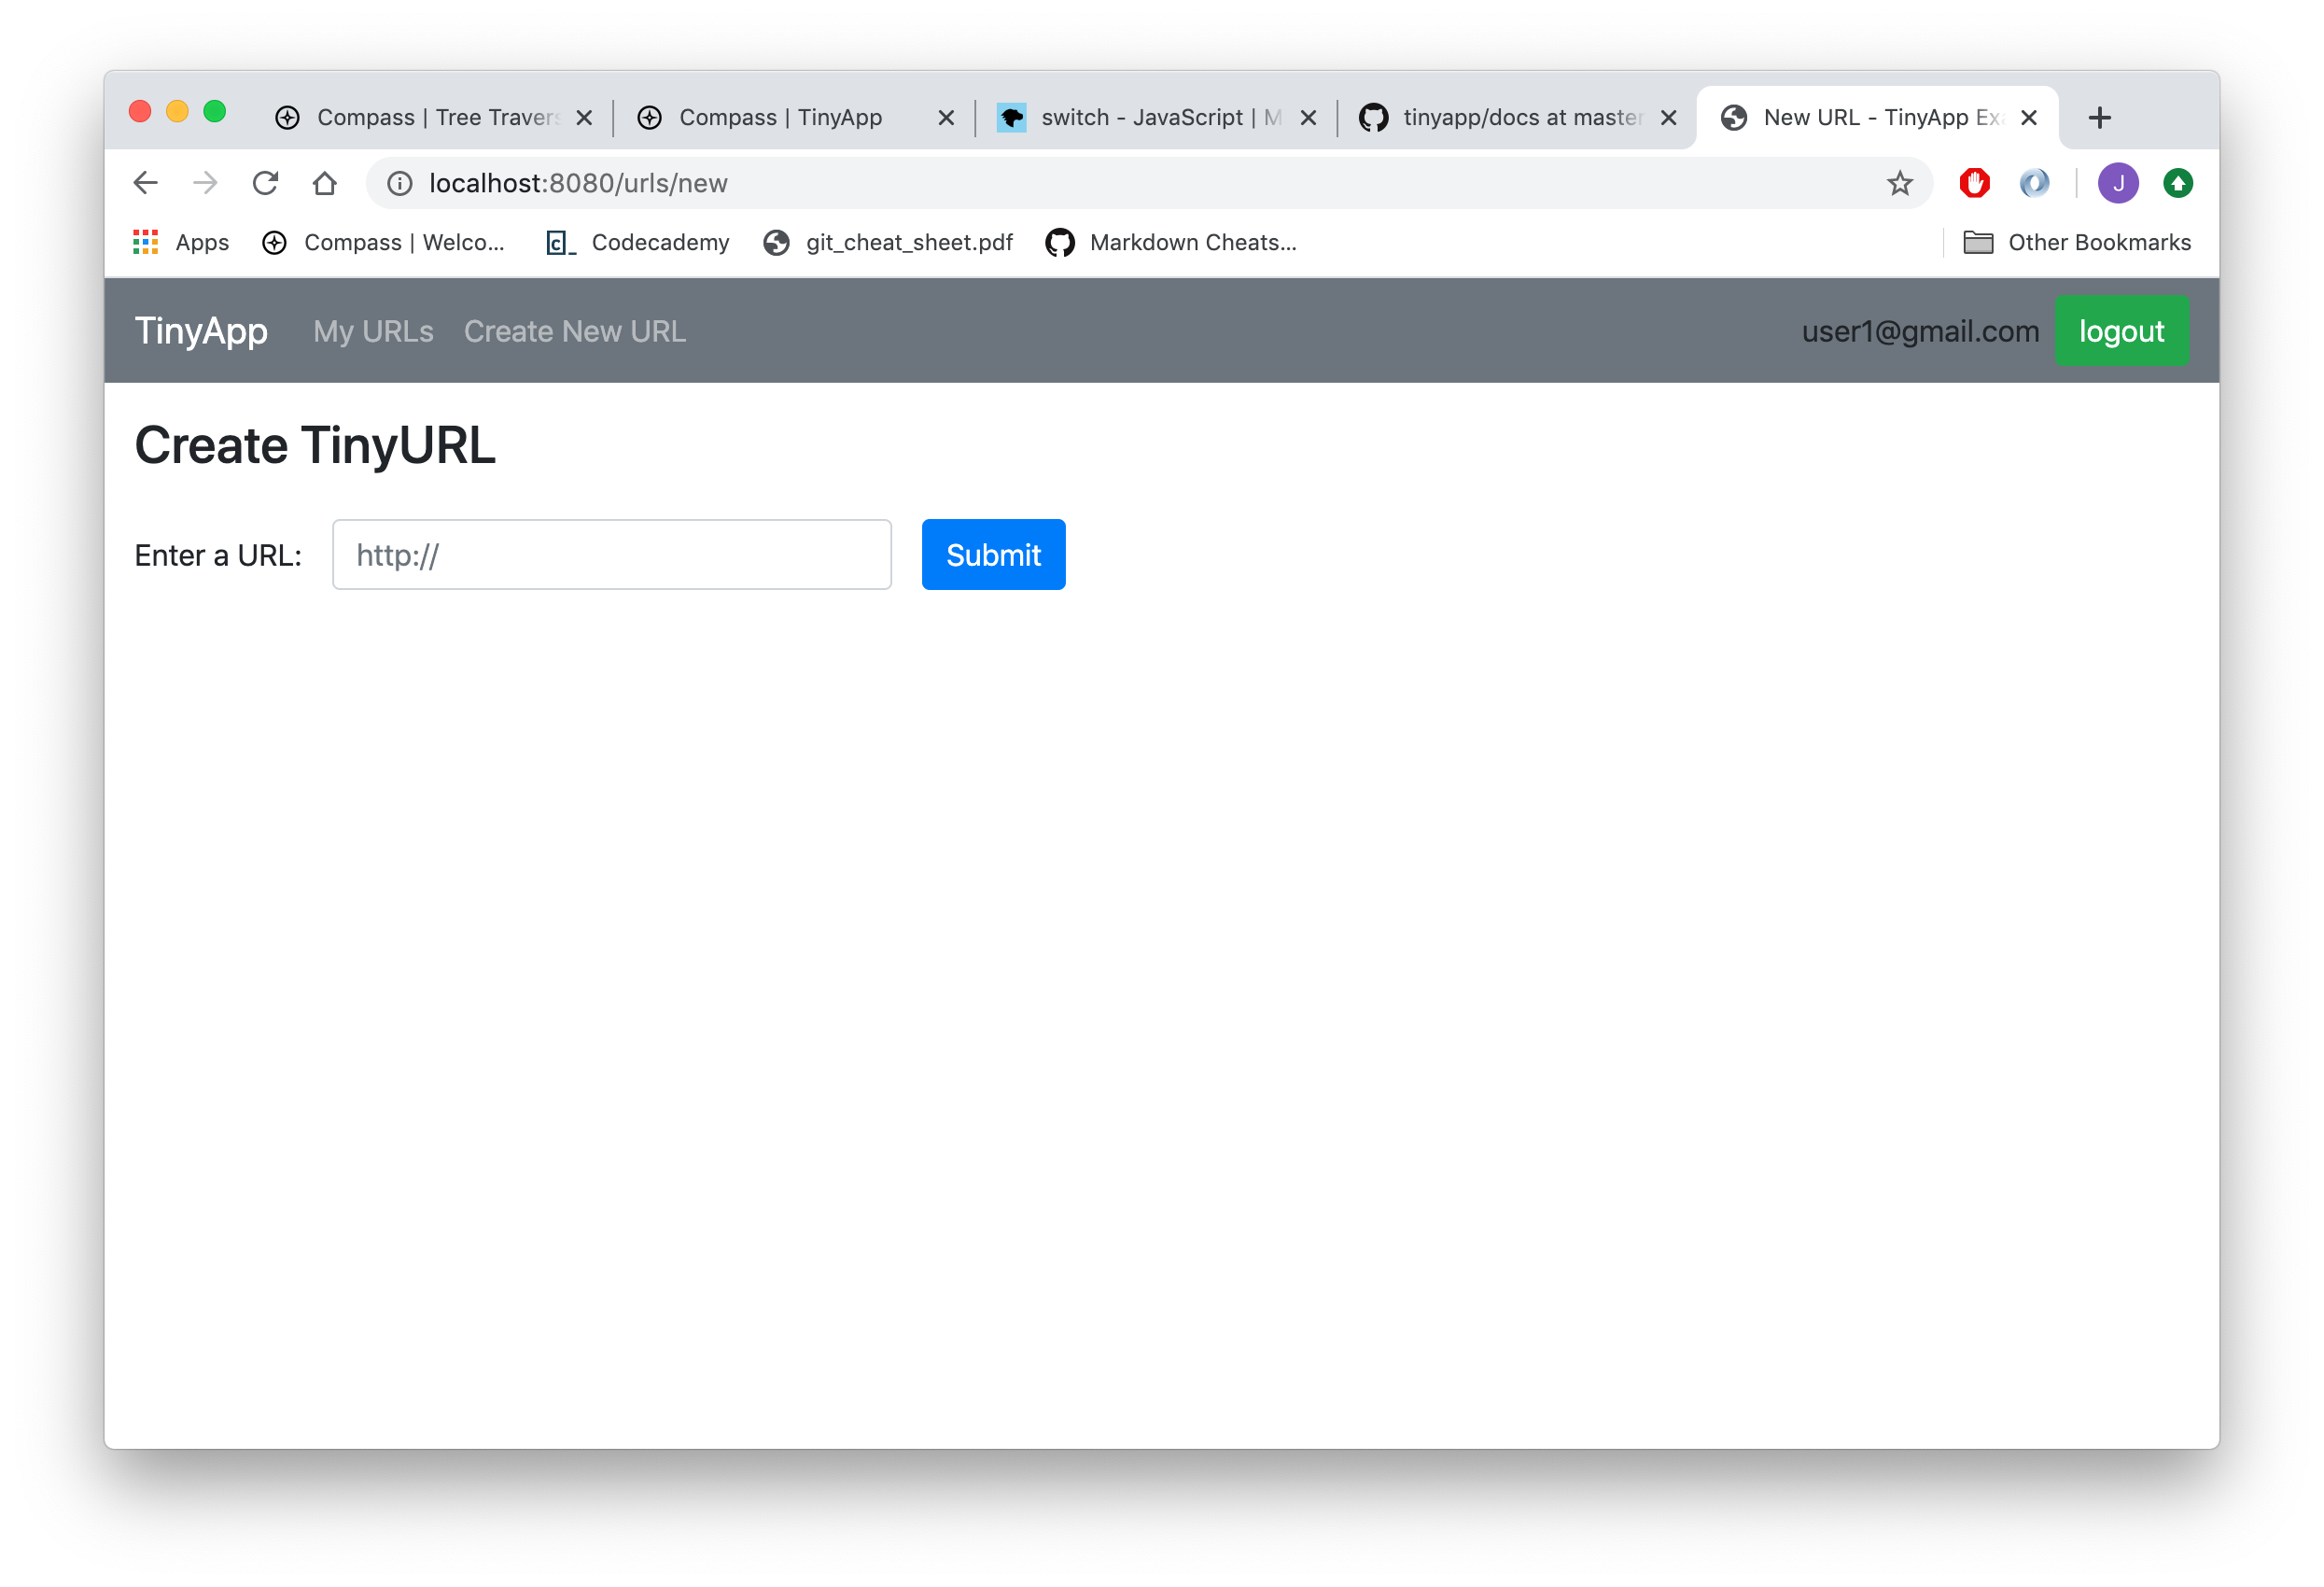 Compass | Tree Travers
Compass | TinyApp
switch - JavaScript | M
tinyapp/docs at master
New URL - TinyApp Exa
localhost:8080/urls/new
J
Apps
Compass | Welco...
Codecademy
git_cheat_sheet.pdf
Markdown Cheats...
Other Bookmarks
TinyApp
My URLs
Create New URL
user1@gmail.com
logout
Create TinyURL
Enter a URL:
http://
Submit